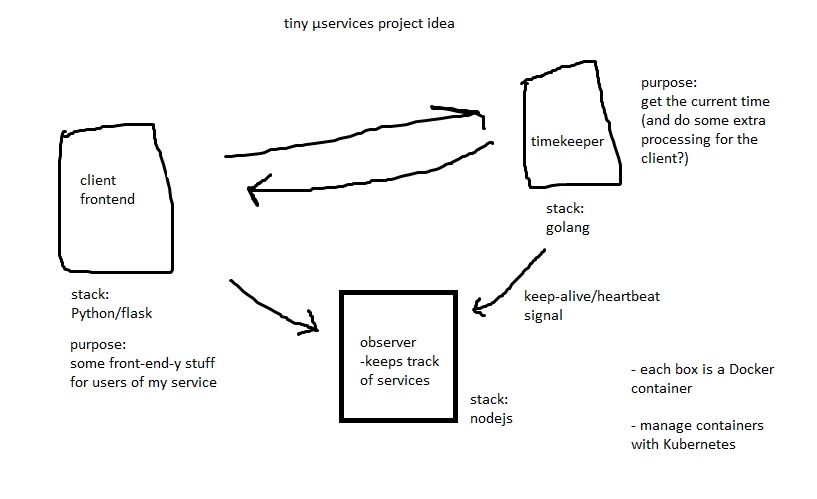 tiny μservices project idea
client
frontend
stack:
Python/flask
purpose:
some front-end-y stuff
for users of my service
timekeeper
stack:
golang
purpose:
get the current time
(and do some extra
processing for the
client?)
keep-alive/heartbeat
signal
observer
-keeps track
of services
stack:
nodejs
- each box is a Docker
container
- manage containers
with Kubernetes